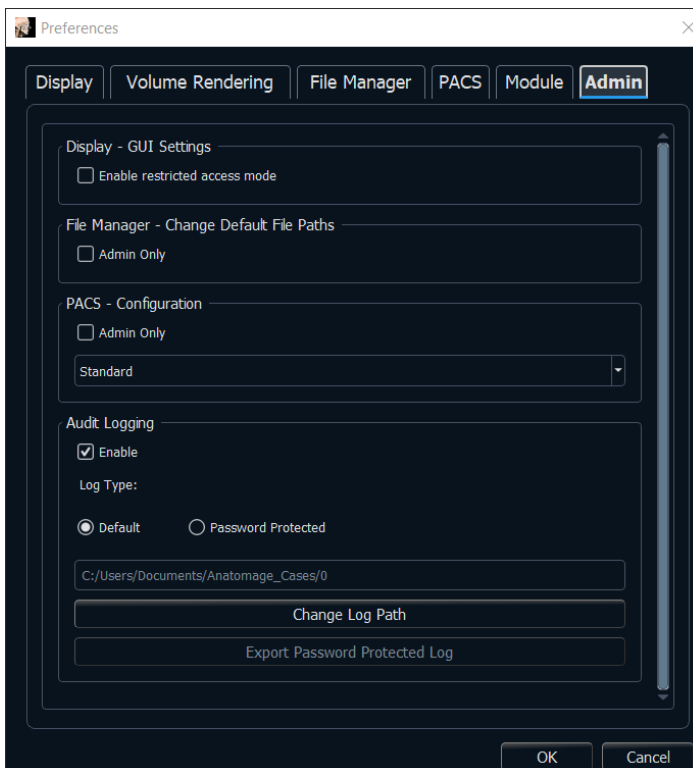 Preferences
Display Volume Rendering File Manager PACS Module Admin
Display - GUI Settings
Enable restricted access mode
File Manager - Change Default File Paths
Admin Only
PACS - Configuration
Admin Only
Standard
Audit Logging
Enable
Log Type:
Default Password Protected
C:/Users/Documents/Anatomage_Cases/0
Change Log Path
Export Password Protected Log
OK Cancel